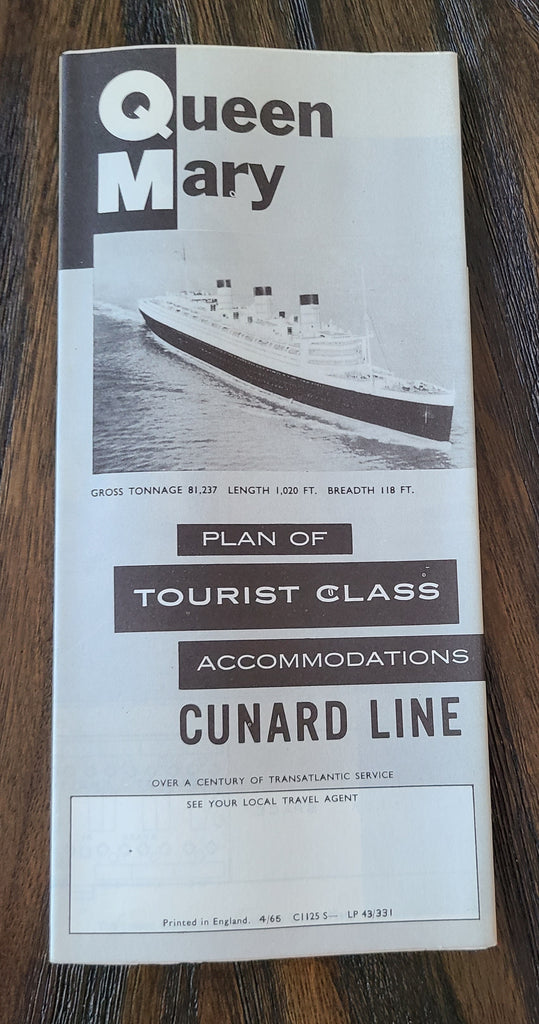 Queen
Mary
GROSS TONNAGE 81,237 LENGTH 1,020 FT. BREADTH 118 FT.
PLAN OF
TOURIST CLASS
ACCOMMODATIONS
CUNARD LINE
OVER A CENTURY OF TRANSATLANTIC SERVICE
SEE YOUR LOCAL TRAVEL AGENT
Printed in England. 4/65 C1125 S— LP 43/331